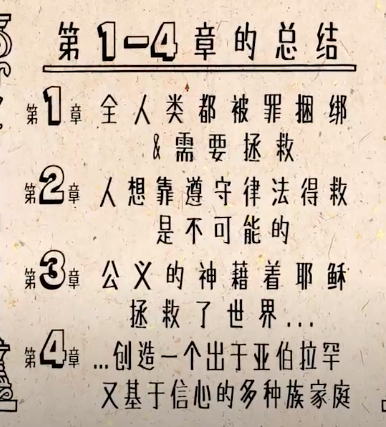 第1-4章的总结
第1章 全人类都被罪捆绑
& 需要拯救
第2章 人想靠遵守律法得救
是不可能的
第3章 公义的神藉着耶稣
拯救了世界...
第4章 ...创造一个出于亚伯拉罕
又基于信心的多种族家庭